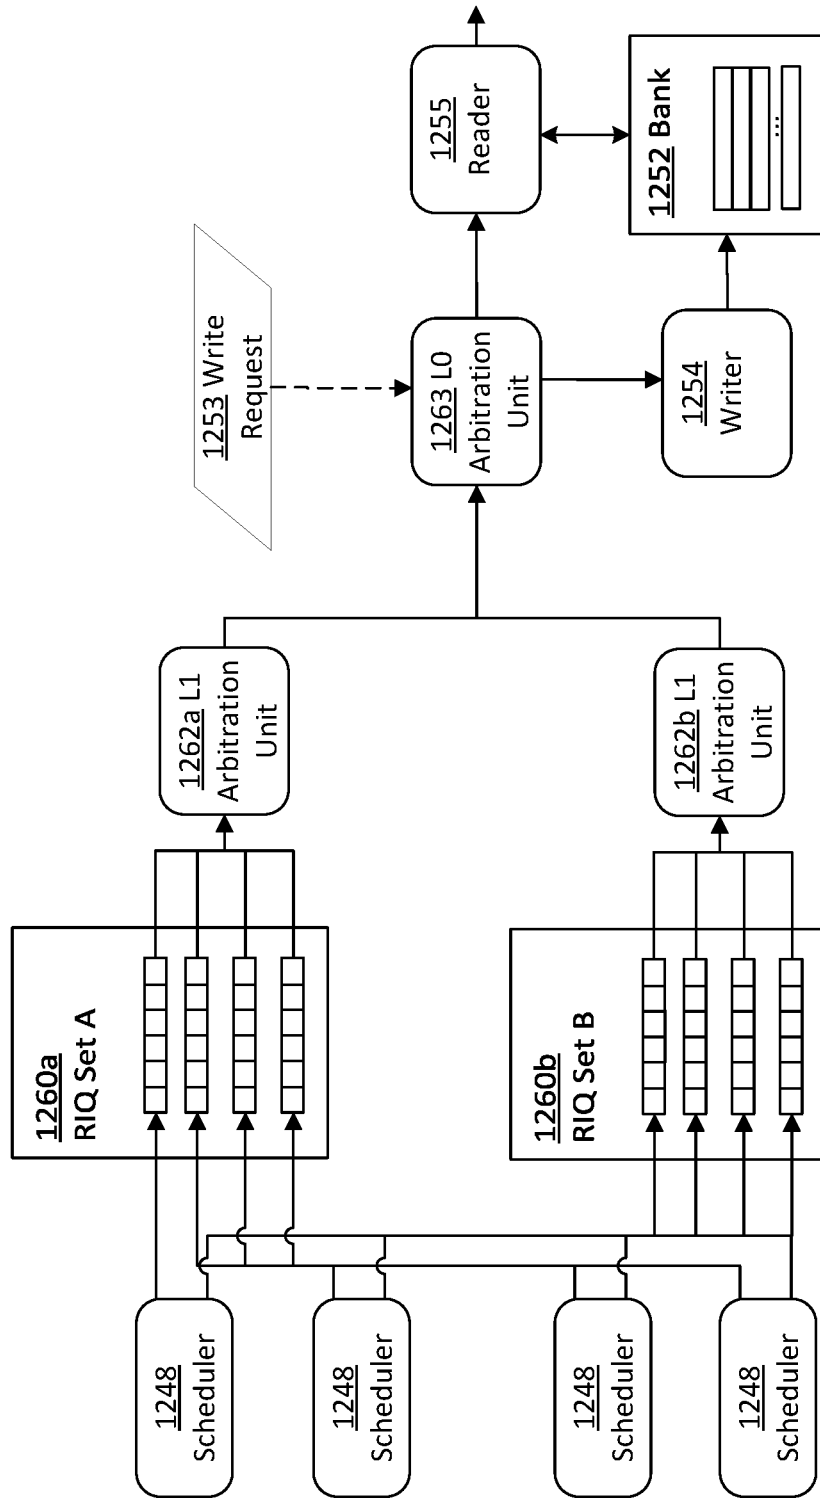 1248
Scheduler
1248
Scheduler
1248
Scheduler
1248
Scheduler
1260a
RIQ Set A
1260b
RIQ Set B
1262a L1
Arbitration
Unit
1262b L1
Arbitration
Unit
1253 Write
Request
1263 L0
Arbitration
Unit
1254
Writer
1255
Reader
1252 Bank
...